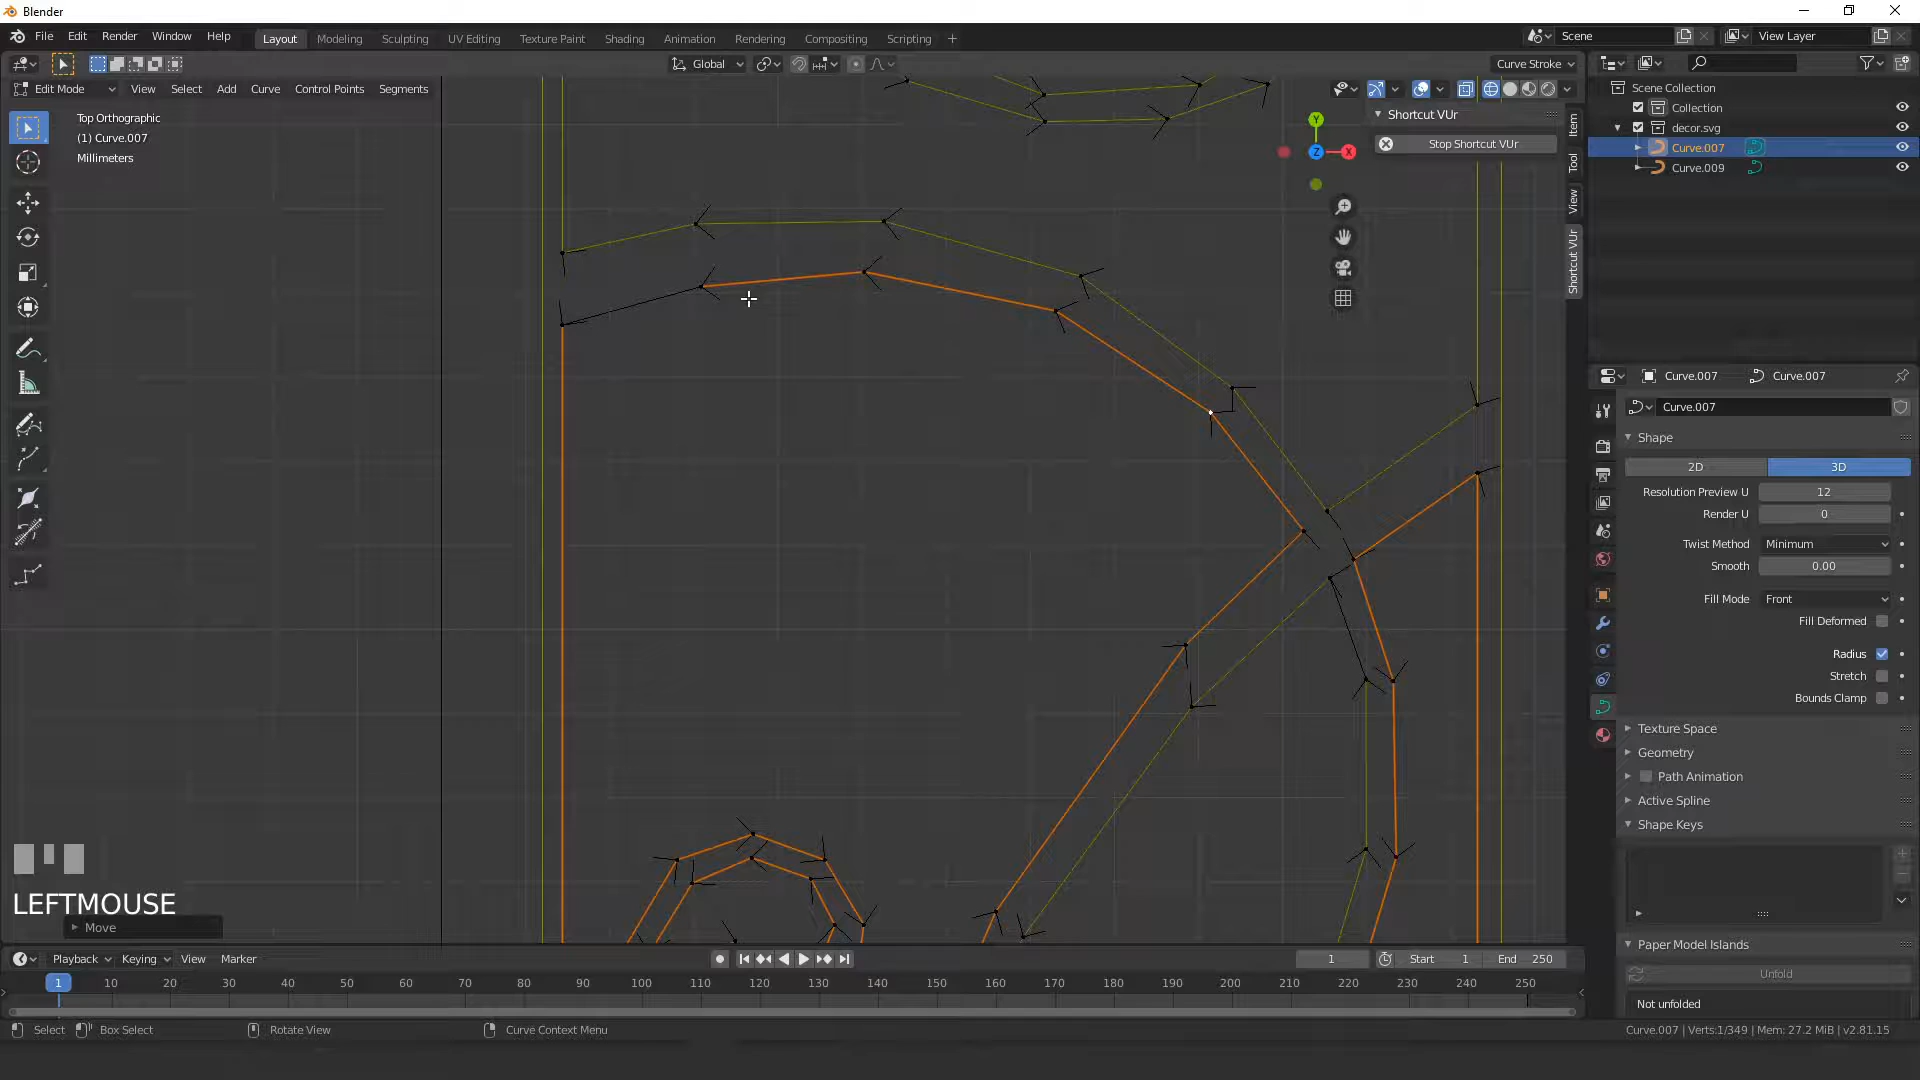 Blender
File Edit Render Window Help Layout Modeling Sculpting UV Editing Texture Paint Shading Animation Rendering Compositing Scripting + Scene View Layer
Global Curve Stroke
Edit Mode View Select Add Curve Control Points Segments
Top Orthographic
(1) Curve.007
Millimeters
Y
Z
X
Shortcut VUr
Stop Shortcut VUr
Item
Tool
View
Shortcut VUr
Scene Collection
Collection
decor.svg
Curve.007
Curve.009
Curve.007 Curve.007
Curve.007
Shape
2D 3D
Resolution Preview U 12
Render U 0
Twist Method Minimum
Smooth 0.00
Fill Mode Front
Fill Deformed
Radius
Stretch
Bounds Clamp
Texture Space
Geometry
Path Animation
Active Spline
Shape Keys
Paper Model Islands
Unfold
Not unfolded
LEFTMOUSE
Move
Playback Keying View Marker 1 Start 1 End 250
1 10 20 30 40 50 60 70 80 90 100 110 120 130 140 150 160 170 180 190 200 210 220 230 240 250
Select Box Select Rotate View Curve Context Menu Curve.007 | Verts:1/349 | Mem: 27.2 MiB | v2.81.15